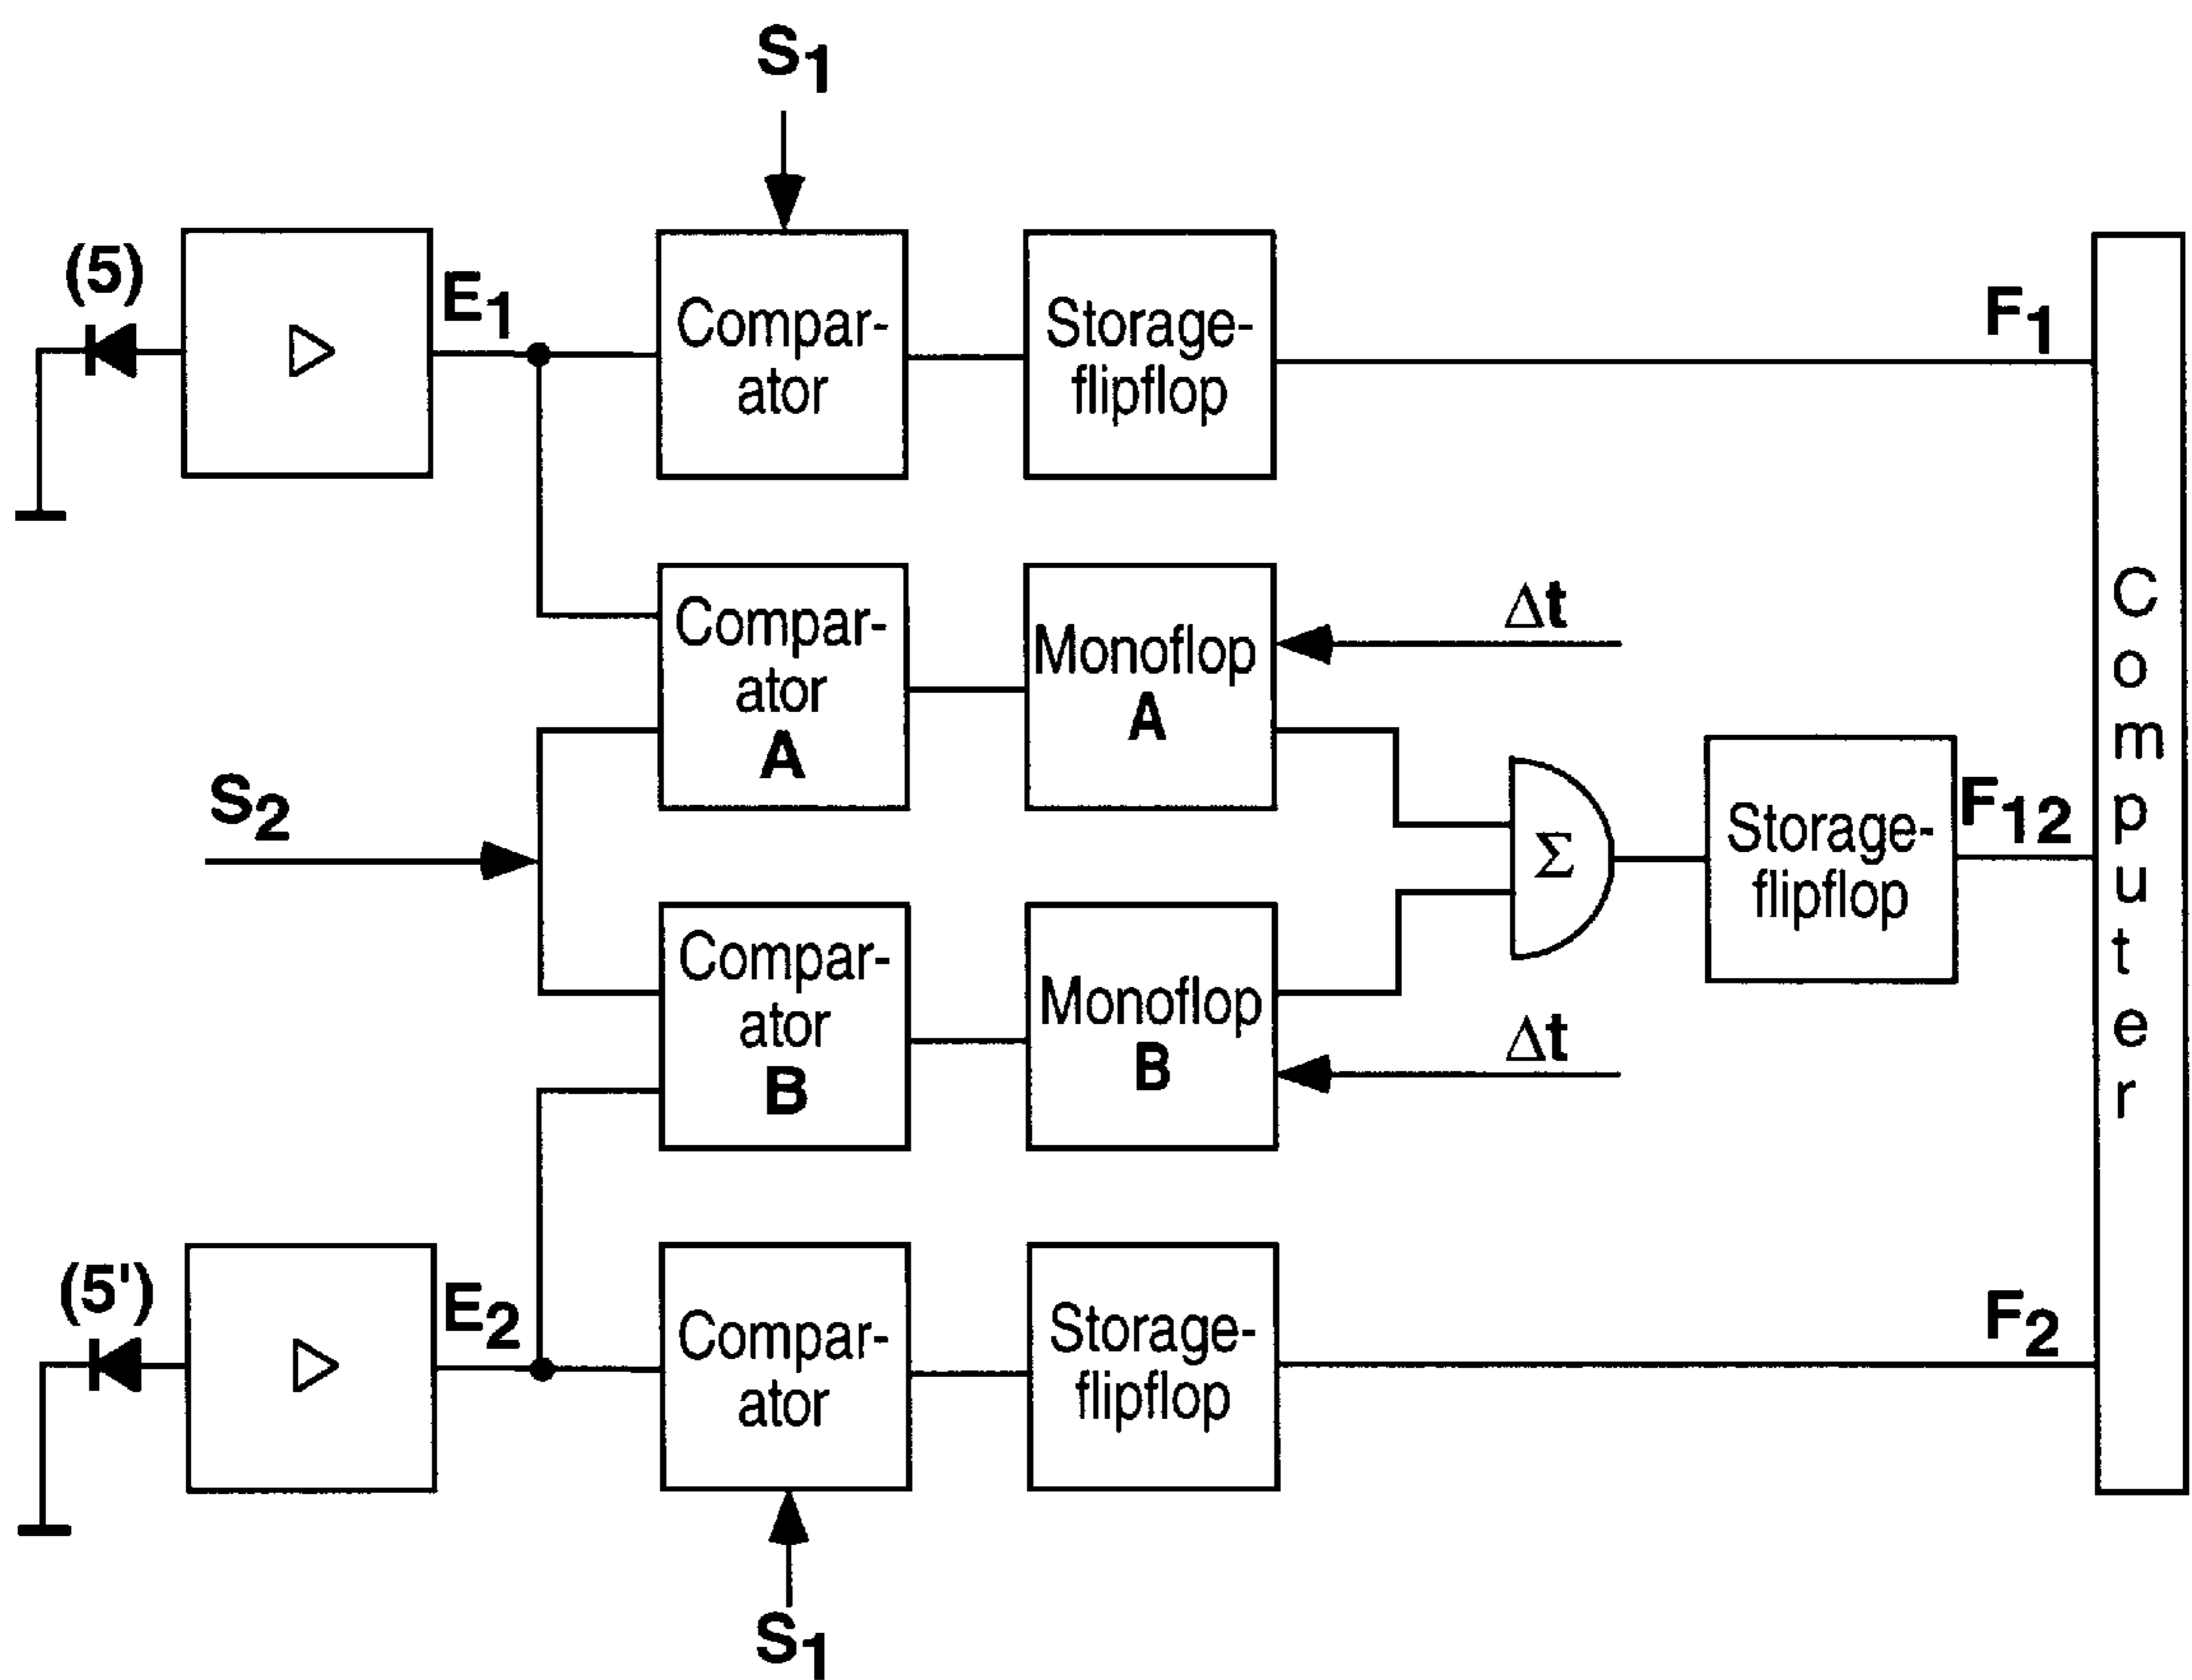 S1
(5)
E1
Compar-
ator
Storage-
flipflop
F1
Compar-
ator
A
Monoflop
A
Δt
S2
Σ
Storage-
flipflop
F12
Computer
Compar-
ator
B
Monoflop
B
Δt
(5')
E2
Compar-
ator
Storage-
flipflop
F2
S1